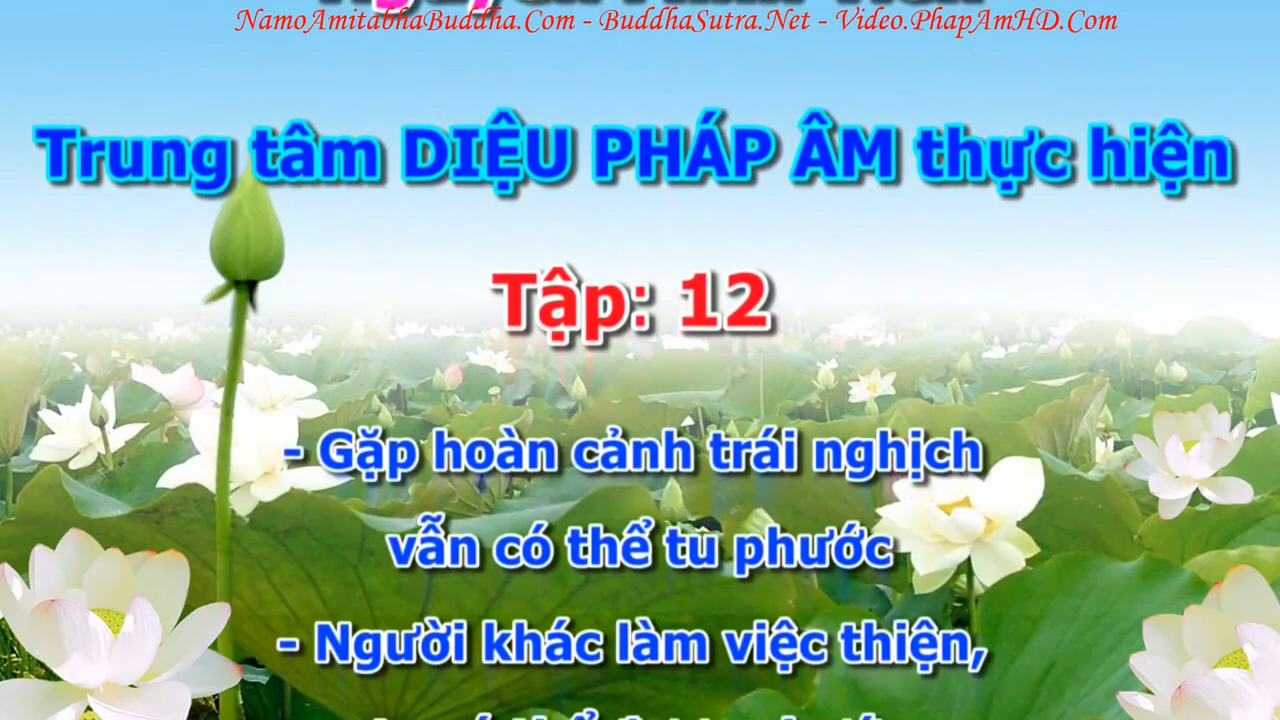 NamoAmitabhaBuddha.Com - BuddhaSutra.Net - Video.PhapAmHD.Com
Trung tâm DIỆU PHÁP ÂM thực hiện
Tập: 12
- Gặp hoàn cảnh trái nghịch
vẫn có thể tu phước
- Người khác làm việc thiện,